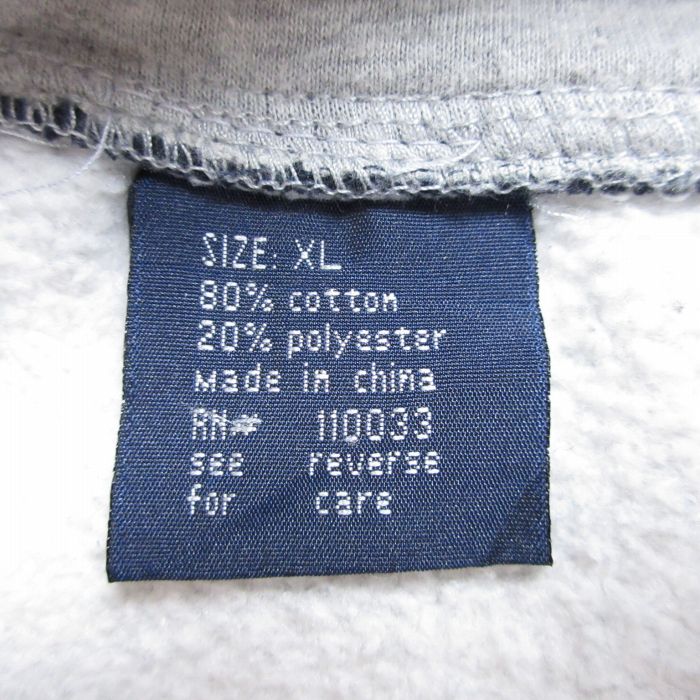 SIZE: XL
80% cotton
20% polyester
made in china
RN# 110033
see reverse
for care